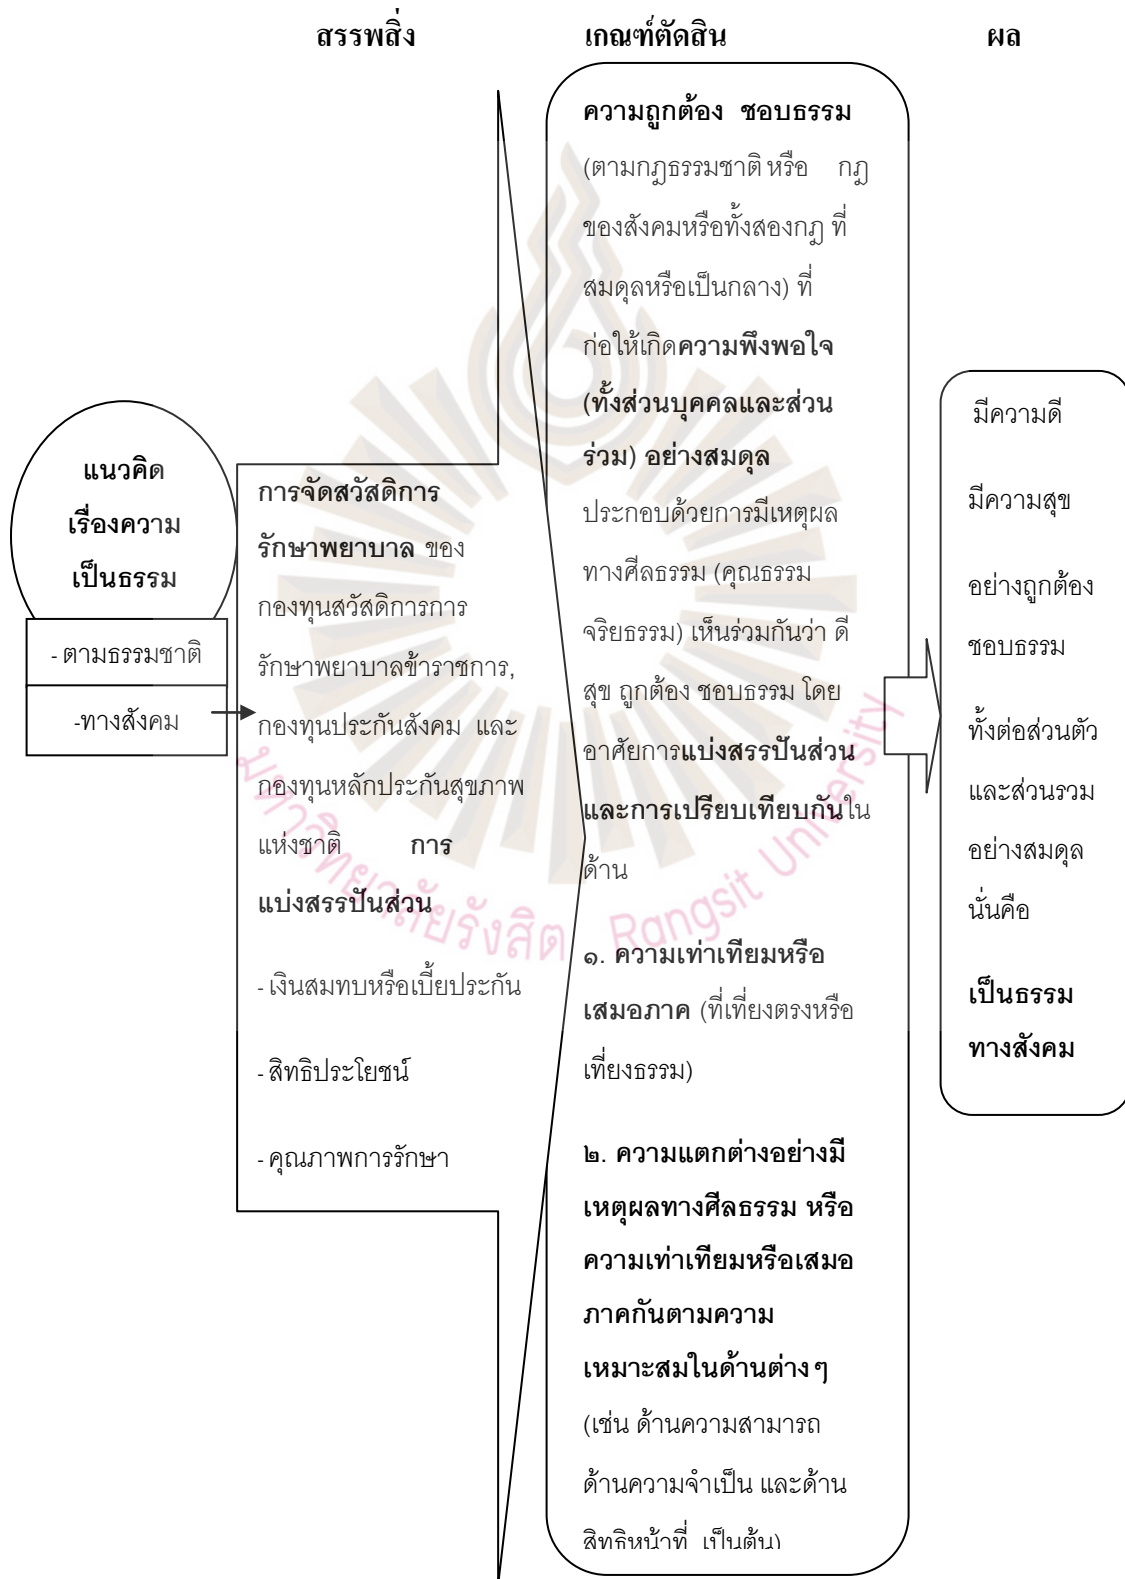 สรรพสิ่ง เกณฑ์ตัดสิน ผล
แนวคิด
เรื่องความ
เป็นธรรม
- ตามธรรมชาติ
-ทางสังคม
การจัดสวัสดิการ
รักษาพยาบาล ของ
กองทุนสวัสดิการการ
รักษาพยาบาลข้าราชการ,
กองทุนประกันสังคม และ
กองทุนหลักประกันสุขภาพ
แห่งชาติ การ
แบ่งสรรปันส่วน
- เงินสมทบหรือเบี้ยประกัน
- สิทธิประโยชน์
- คุณภาพการรักษา
ความถูกต้อง ชอบธรรม
(ตามกฎธรรมชาติ หรือ กฎ
ของสังคมหรือทั้งสองกฎ ที่
สมดุลหรือเป็นกลาง) ที่
ก่อให้เกิดความพึงพอใจ
(ทั้งส่วนบุคคลและส่วน
ร่วม) อย่างสมดุล
ประกอบด้วยการมีเหตุผล
ทางศีลธรรม (คุณธรรม
จริยธรรม) เห็นร่วมกันว่า ดี
สุข ถูกต้อง ชอบธรรม โดย
อาศัยการแบ่งสรรปันส่วน
และการเปรียบเทียบกันใน
ด้าน
๑. ความเท่าเทียมหรือ
เสมอภาค (ที่เที่ยงตรงหรือ
เที่ยงธรรม)
๒. ความแตกต่างอย่างมี
เหตุผลทางศีลธรรม หรือ
ความเท่าเทียมหรือเสมอ
ภาคกันตามความ
เหมาะสมในด้านต่างๆ
(เช่น ด้านความสามารถ
ด้านความจำเป็น และด้าน
สิทธิหน้าที่ เป็นต้น)
มีความดี
มีความสุข
อย่างถูกต้อง
ชอบธรรม
ทั้งต่อส่วนตัว
และส่วนรวม
อย่างสมดุล
นั่นคือ
เป็นธรรม
ทางสังคม
มหาวิทยาลัยรังสิต Rangsit University